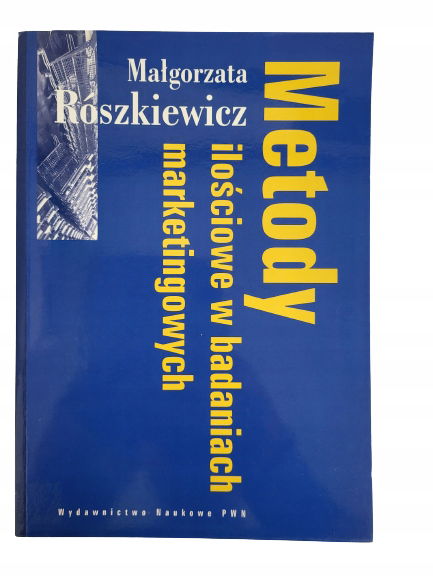 Małgorzata
Rószkiewicz
Metody
ilościowe w badaniach
marketingowych
Wydawnictwo Naukowe PWN